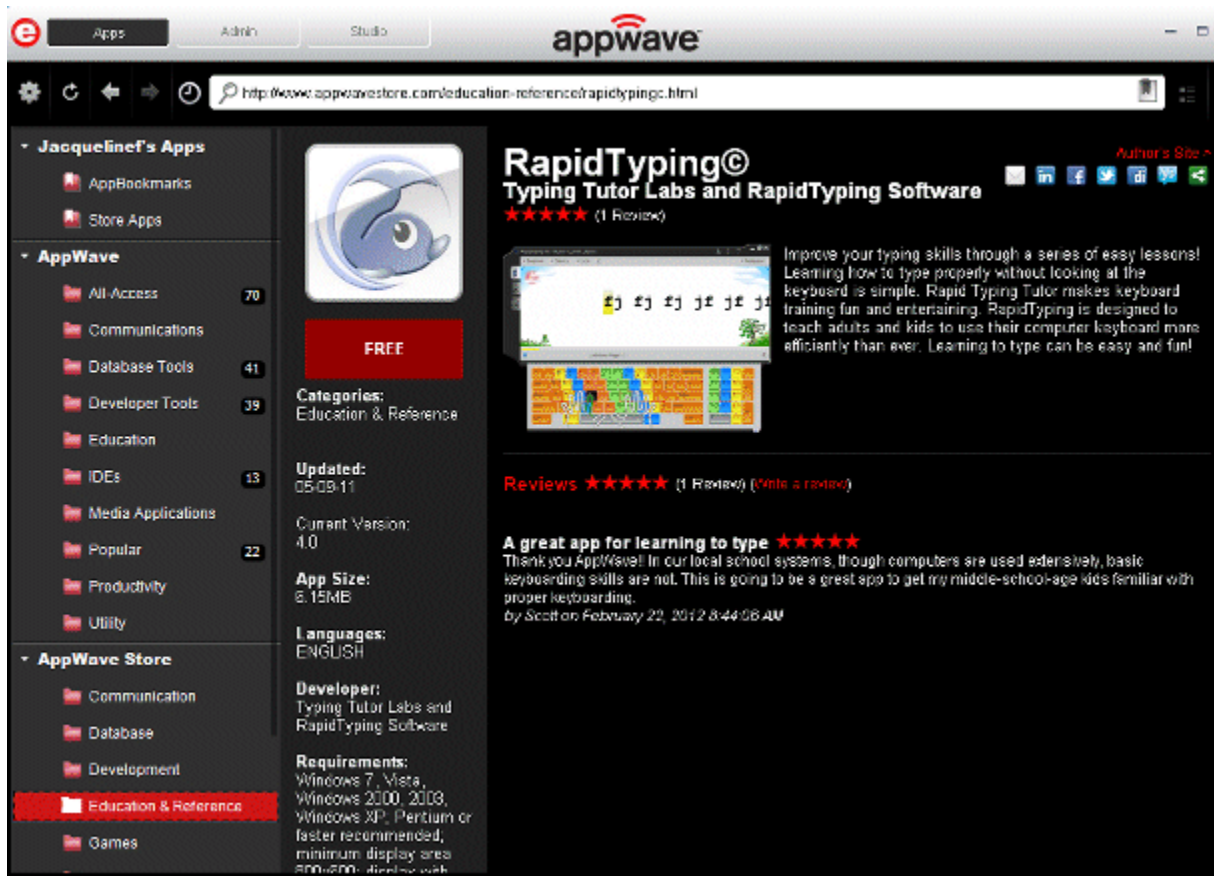 Apps
Admin
Studio
appwave
http://www.appwavestore.com/education-reference/rapidtypingc.html
Jacquelinef's Apps
AppBookmarks
Store Apps
AppWave
All-Access 70
Communications
Database Tools 41
Developer Tools 39
Education
IDEs 13
Media Applications
Popular 22
Productivity
Utility
AppWave Store
Communication
Database
Development
Education & Reference
Games
FREE
Categories:
Education & Reference
Updated:
05-09-11
Current Version:
4.0
App Size:
6.15MB
Languages:
ENGLISH
Developer:
Typing Tutor Labs and
RapidTyping Software
Requirements:
Windows 7, Vista,
Windows 2000, 2003,
Windows XP; Pentium or
faster recommended;
minimum display area
800x600; display with
RapidTyping©
Author's Site
Typing Tutor Labs and RapidTyping Software
(1 Review)
fj fj fj jf jf jf
Improve your typing skills through a series of easy lessons!
Learning how to type properly without looking at the
keyboard is simple. Rapid Typing Tutor makes keyboard
training fun and entertaining. RapidTyping is designed to
teach adults and kids to use their computer keyboard more
efficiently than ever. Learning to type can be easy and fun!
Reviews (1 Review) (Write a review)
A great app for learning to type
Thank you AppWave!! In our local school systems, though computers are used extensively, basic
keyboarding skills are not. This is going to be a great app to get my middle-school-age kids familiar with
proper keyboarding.
by Scott on February 22, 2012 8:44:06 AM